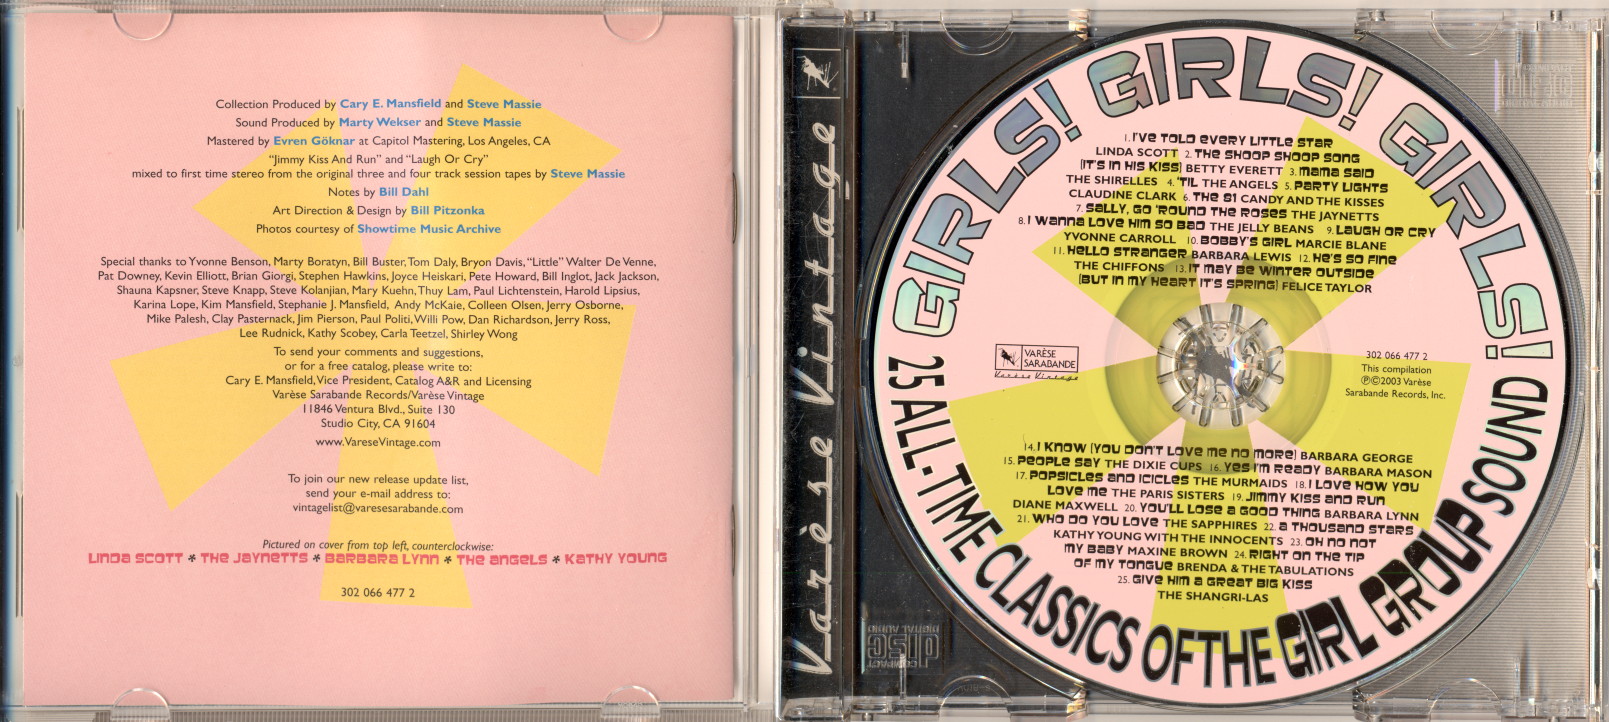 Collection Produced by Cary E. Mansfield and Steve Massie
Sound Produced by Marty Wekser and Steve Massie
Mastered by Evren Göknar at Capitol Mastering, Los Angeles, CA
“Jimmy Kiss And Run” and “Laugh Or Cry”
mixed to first time stereo from the original three and four track session tapes by Steve Massie
Notes by Bill Dahl
Art Direction & Design by Bill Pitzonka
Photos courtesy of Showtime Music Archive
Special thanks to Yvonne Benson, Marty Boratyn, Bill Buster, Tom Daly, Bryon Davis, “Little” Walter De Venne,
Pat Downey, Kevin Elliott, Brian Giorgi, Stephen Hawkins, Joyce Heiskari, Pete Howard, Bill Inglot, Jack Jackson,
Shauna Kapsner, Steve Knapp, Steve Kolanjian, Mary Kuehn, Thuy Lam, Paul Lichtenstein, Harold Lipsius,
Karina Lope, Kim Mansfield, Stephanie J. Mansfield, Andy McKaie, Colleen Olsen, Jerry Osborne,
Mike Palesh, Clay Pasternack, Jim Pierson, Paul Politi, Willi Pow, Dan Richardson, Jerry Ross,
Lee Rudnick, Kathy Scobey, Carla Teetzel, Shirley Wong
To send your comments and suggestions,
or for a free catalog, please write to:
Cary E. Mansfield, Vice President, Catalog A&R and Licensing
Varèse Sarabande Records/Varèse Vintage
11846 Ventura Blvd., Suite 130
Studio City, CA 91604
www.VareseVintage.com
To join our new release update list,
send your e-mail address to:
vintagelist@varesesarabande.com
Pictured on cover from top left, counterclockwise:
LINDA SCOTT * THE JAYNETTS * BARBARA LYNN * THE ANGELS * KATHY YOUNG
302 066 477 2
Varèse Vintage
GIRLS! GIRLS! GIRLS!
1. I'VE TOLD EVERY LITTLE STAR
LINDA SCOTT 2. THE SHOOP SHOOP SONG
(IT'S IN HIS KISS) BETTY EVERETT 3. MAMA SAID
THE SHIRELLES 4. 'TIL THE ANGELS 5. PARTY LIGHTS
CLAUDINE CLARK 6. THE 81 CANDY AND THE KISSES
7. SALLY, GO 'ROUND THE ROSES THE JAYNETTS
8. I WANNA LOVE HIM SO BAD THE JELLY BEANS 9. LAUGH OR CRY
YVONNE CARROLL 10. BOBBY'S GIRL MARCIE BLANE
11. HELLO STRANGER BARBARA LEWIS 12. HE'S SO FINE
THE CHIFFONS 13. IT MAY BE WINTER OUTSIDE
(BUT IN MY HEART IT'S SPRING) FELICE TAYLOR
VARÈSE
SARABANDE
Varèse Vintage
302 066 477 2
This compilation
℗©2003 Varèse
Sarabande Records, Inc.
14. I KNOW (YOU DON'T LOVE ME NO MORE) BARBARA GEORGE
15. PEOPLE SAY THE DIXIE CUPS 16. YES I'M READY BARBARA MASON
17. POPSICLES AND ICICLES THE MURMAIDS 18. I LOVE HOW YOU
LOVE ME THE PARIS SISTERS 19. JIMMY KISS AND RUN
DIANE MAXWELL 20. YOU'LL LOSE A GOOD THING BARBARA LYNN
21. WHO DO YOU LOVE THE SAPPHIRES 22. A THOUSAND STARS
KATHY YOUNG WITH THE INNOCENTS 23. OH NO NOT
MY BABY MAXINE BROWN 24. RIGHT ON THE TIP
OF MY TONGUE BRENDA & THE TABULATIONS
25. GIVE HIM A GREAT BIG KISS
THE SHANGRI-LAS
25 ALL-TIME CLASSICS OF THE GIRL GROUP SOUND!
COMPACT
disc
DIGITAL AUDIO